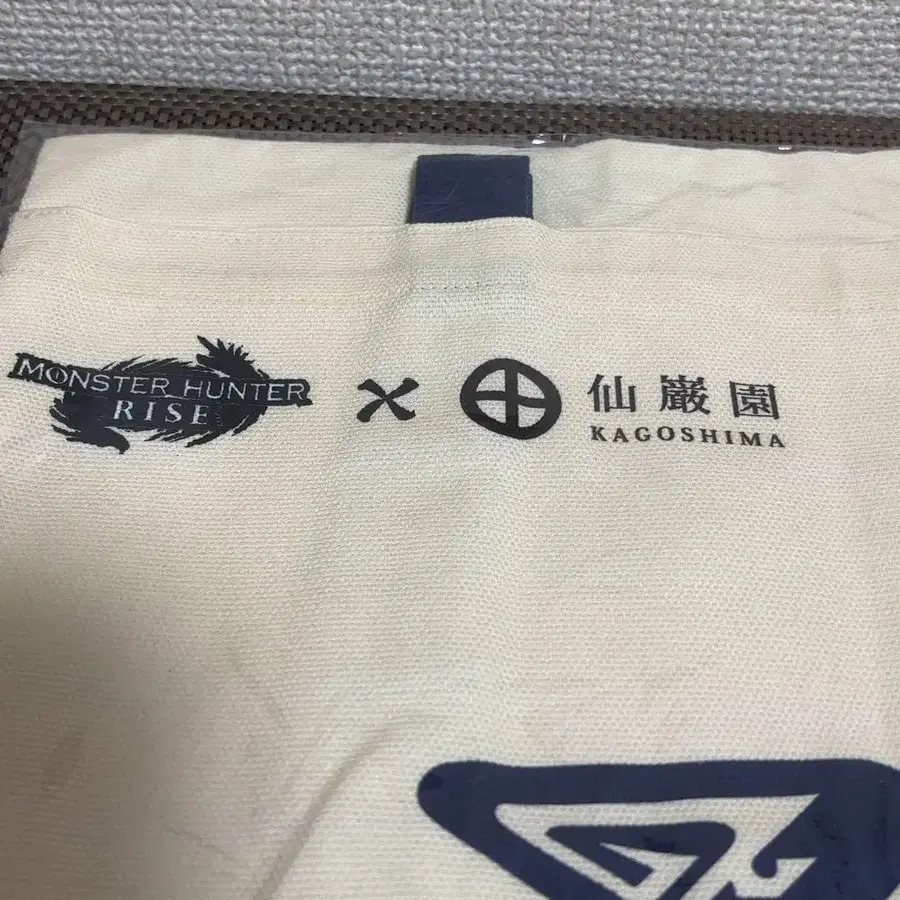 MONSTER HUNTER
RISE
×
仙巌園
KAGOSHIMA